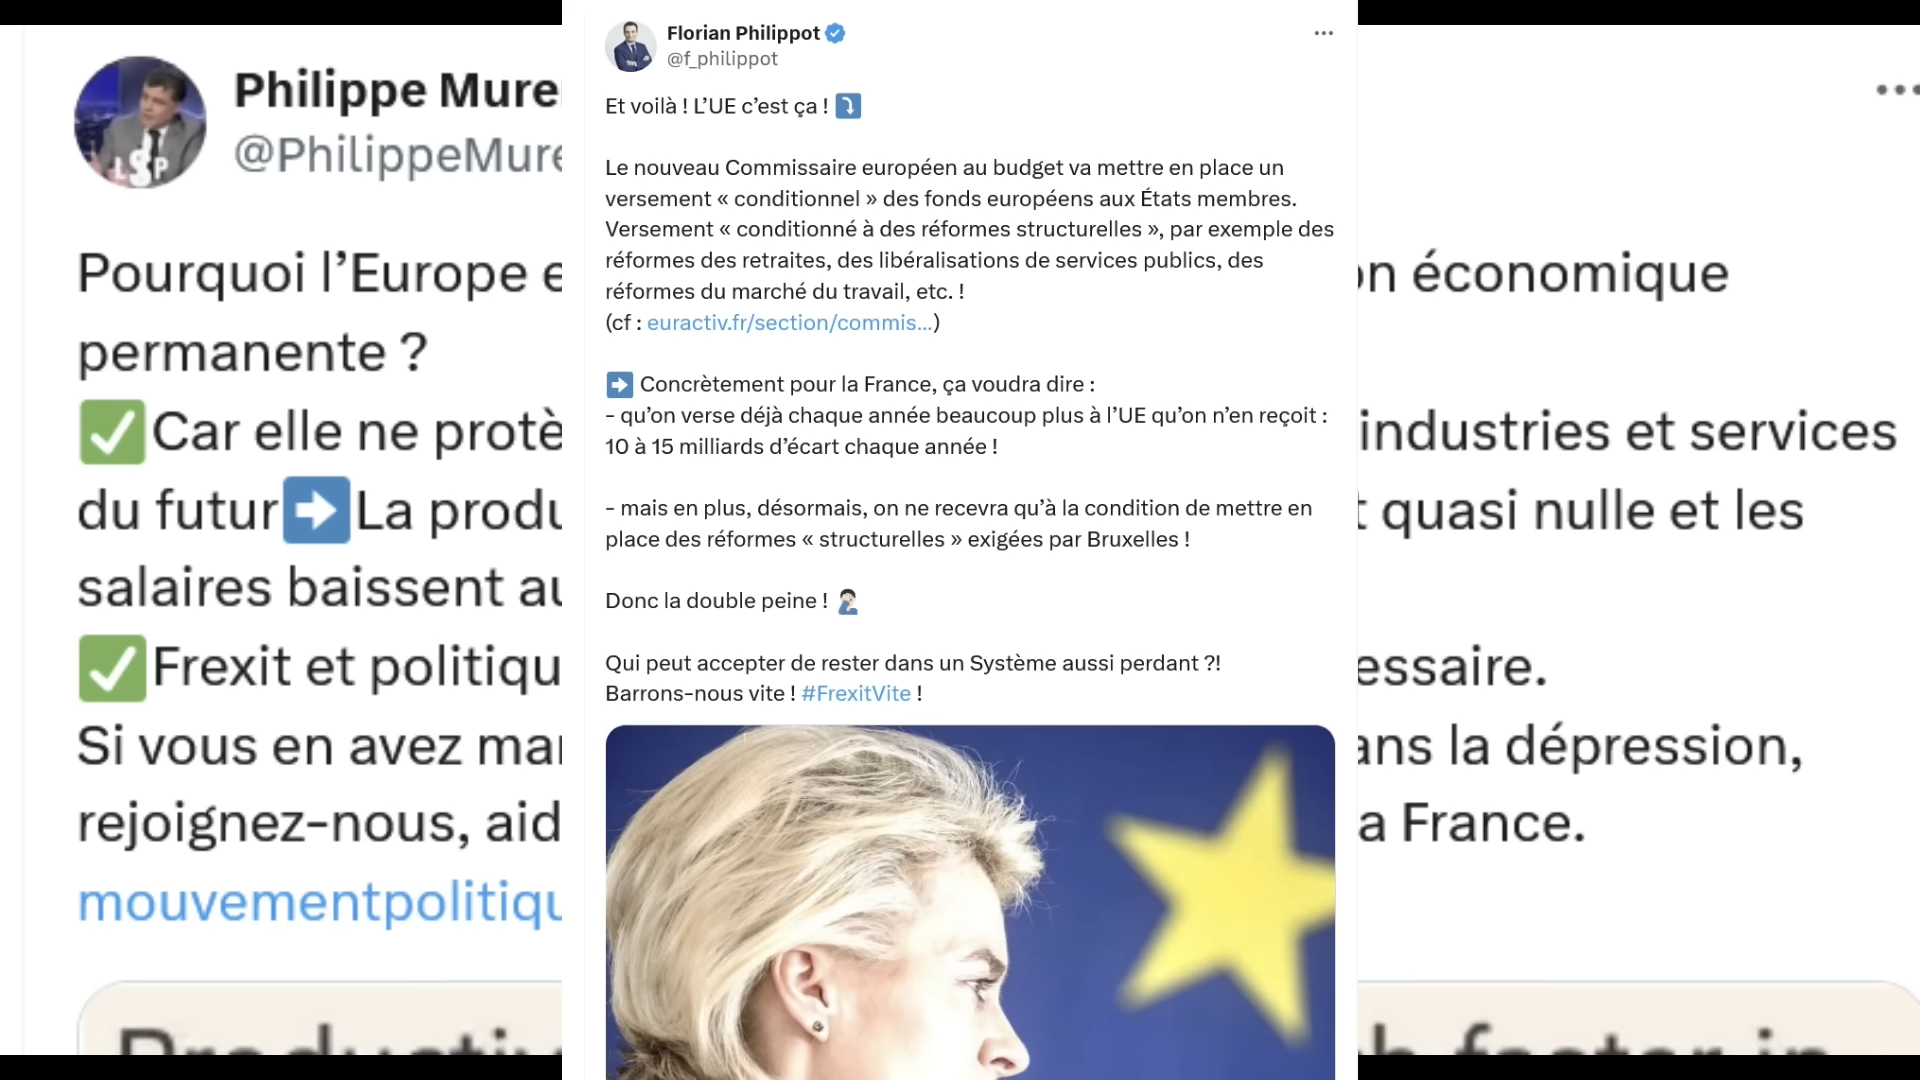 Philippe Mure
@PhilippeMure
Pourquoi l’Europe e
on économique
permanente ?
Car elle ne protè
industries et services
du futur ➡ La produ
t quasi nulle et les
salaires baissent au
Frexit et politiqu
essaire.
Si vous en avez mar
ans la dépression,
rejoignez-nous, aid
a France.
mouvementpolitiqu
Florian Philippot
@f_philippot
Et voilà ! L’UE c’est ça ! ⤵
Le nouveau Commissaire européen au budget va mettre en place un
versement « conditionnel » des fonds européens aux États membres.
Versement « conditionné à des réformes structurelles », par exemple des
réformes des retraites, des libéralisations de services publics, des
réformes du marché du travail, etc. !
(cf : euractiv.fr/section/commis…)
➡ Concrètement pour la France, ça voudra dire :
- qu’on verse déjà chaque année beaucoup plus à l’UE qu’on n’en reçoit :
10 à 15 milliards d’écart chaque année !
- mais en plus, désormais, on ne recevra qu’à la condition de mettre en
place des réformes « structurelles » exigées par Bruxelles !
Donc la double peine !
Qui peut accepter de rester dans un Système aussi perdant ?!
Barrons-nous vite ! #FrexitVite !